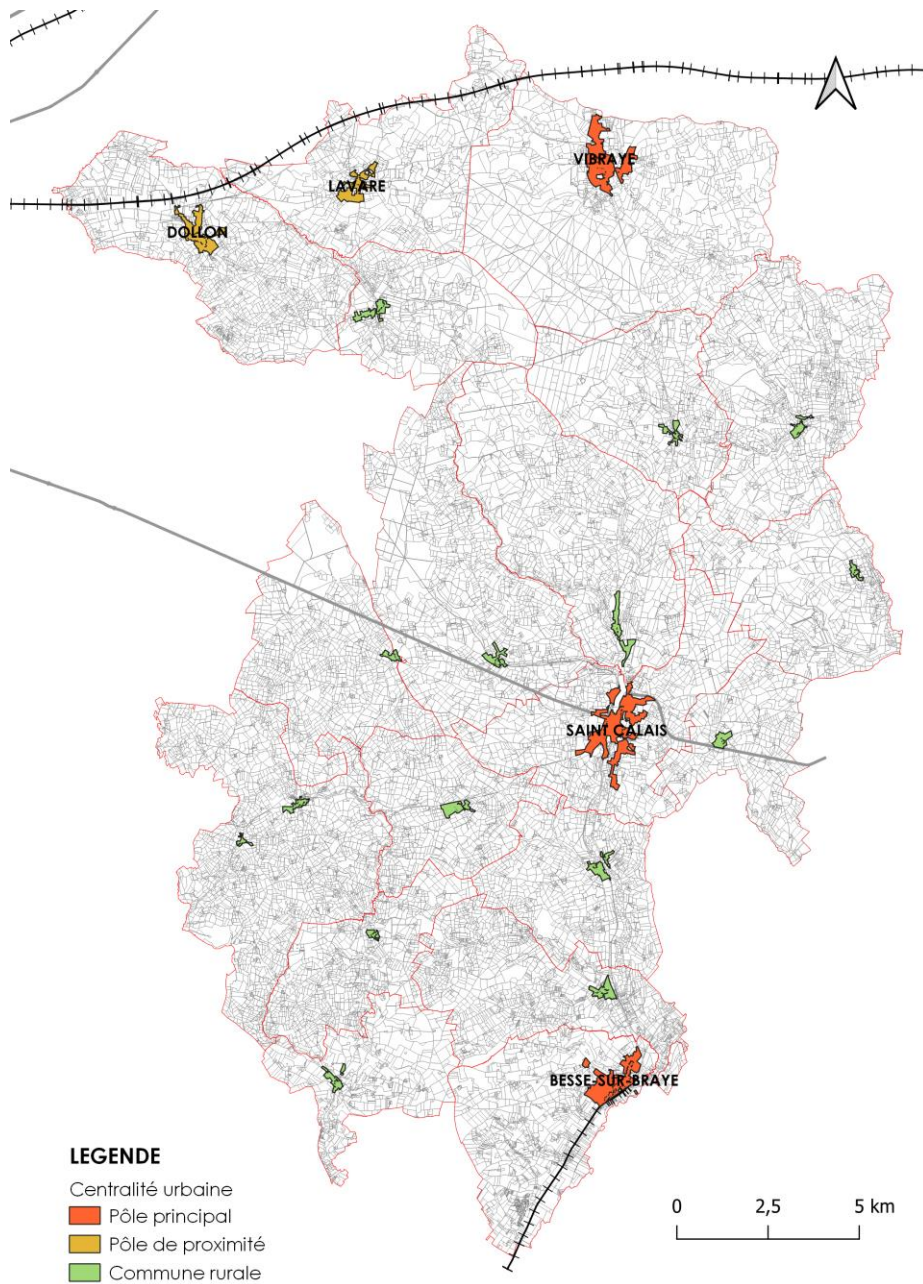 VIBRAYE
LAVARE
DOLLON
SAINT CALAIS
BESSE-SUR-BRAYE
LEGENDE
Centralité urbaine
Pôle principal
Pôle de proximité
Commune rurale
0 2,5 5 km